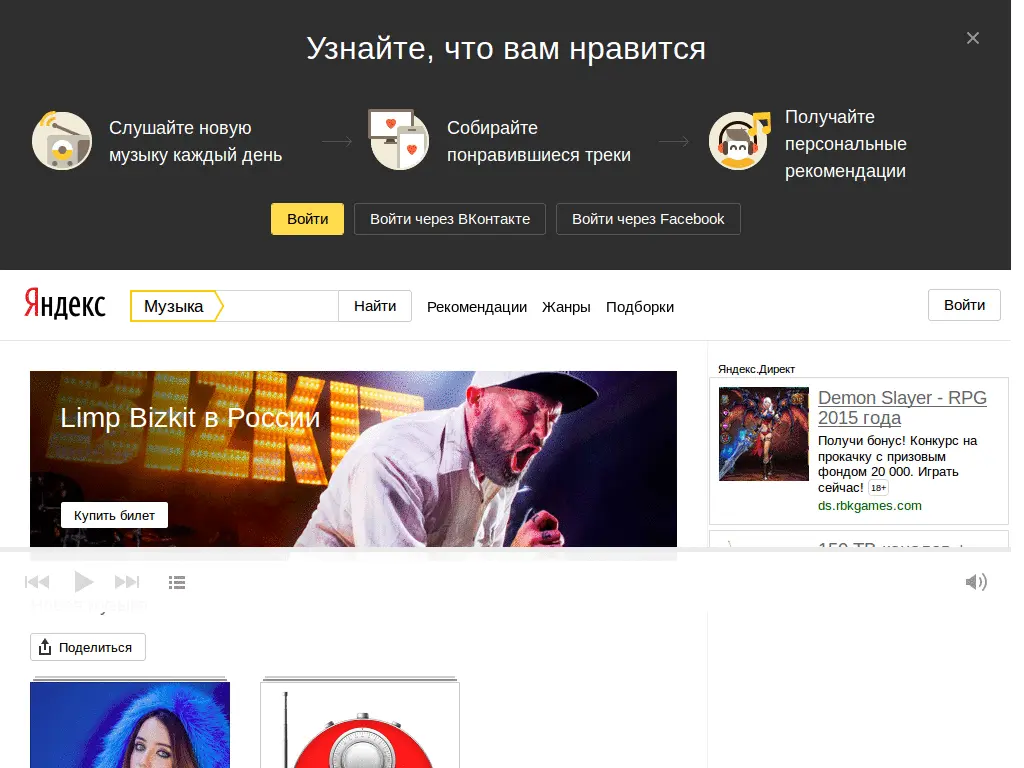 Узнайте, что вам нравится
Слушайте новую
музыку каждый день
Собирайте
понравившиеся треки
Получайте
персональные
рекомендации
Войти
Войти через ВКонтакте
Войти через Facebook
Яндекс
Музыка
Найти
Рекомендации
Жанры
Подборки
Войти
BIZKIT
Limp Bizkit в России
Купить билет
Яндекс.Директ
Demon Slayer - RPG
2015 года
Получи бонус! Конкурс на
прокачку с призовым
фондом 20 000. Играть
сейчас! 18+
ds.rbkgames.com
Поделиться